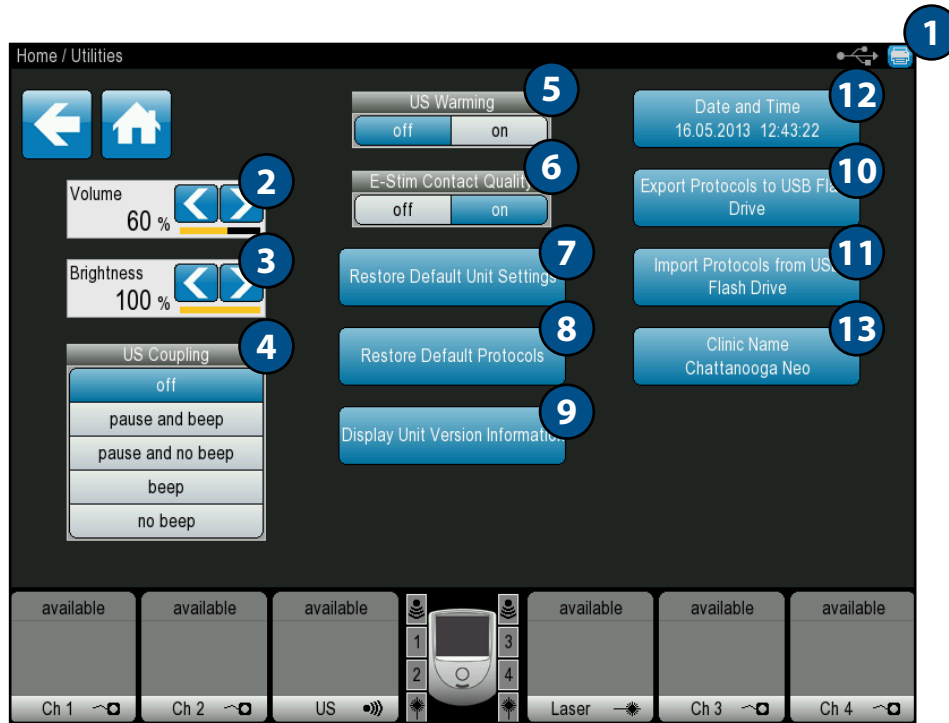 1
Home / Utilities
2
Volume
60 %
3
Brightness
100 %
4
US Coupling
off
pause and beep
pause and no beep
beep
no beep
5
US Warming
off on
6
E-Stim Contact Quality
off on
7
Restore Default Unit Settings
8
Restore Default Protocols
9
Display Unit Version Information
12
Date and Time
16.05.2013 12:43:22
10
Export Protocols to USB Flash
Drive
11
Import Protocols from USB
Flash Drive
13
Clinic Name
Chattanooga Neo
available available available available available available
1 3
2 4
Ch 1 Ch 2 US Laser Ch 3 Ch 4